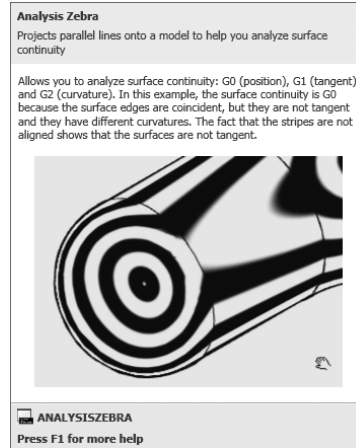 Analysis Zebra
Projects parallel lines onto a model to help you analyze surface
continuity
Allows you to analyze surface continuity: G0 (position), G1 (tangent)
and G2 (curvature). In this example, the surface continuity is G0
because the surface edges are coincident, but they are not tangent
and they have different curvatures. The fact that the stripes are not
aligned shows that the surfaces are not tangent.
ANALYSISZEBRA
Press F1 for more help